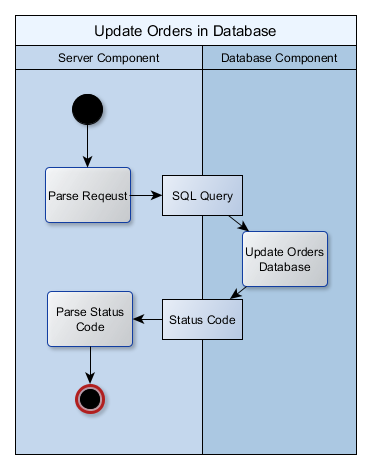 Update Orders in Database
Server Component
Database Component
Parse Reqeust
SQL Query
Update Orders
Database
Parse Status
Code
Status Code